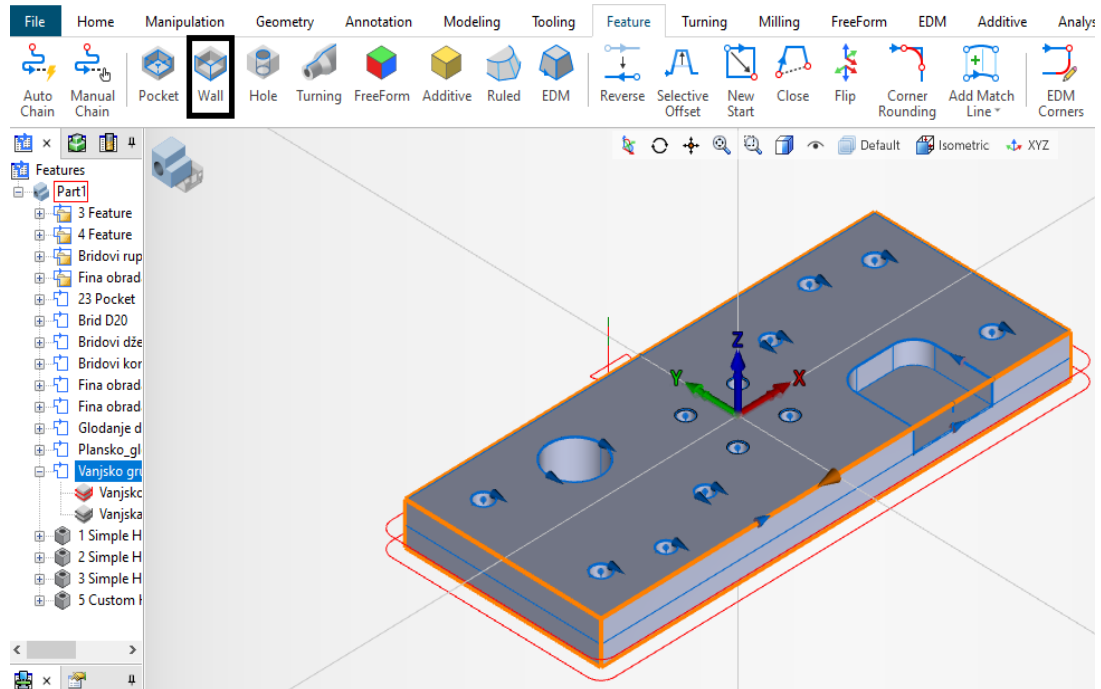 File Home Manipulation Geometry Annotation Modeling Tooling Feature Turning Milling FreeForm EDM Additive Analys
Auto Chain Manual Chain Pocket Wall Hole Turning FreeForm Additive Ruled EDM Reverse Selective Offset New Start Close Flip Corner Rounding Add Match Line EDM Corners
Default Isometric XYZ
Features
Part1
3 Feature
4 Feature
Bridovi rup
Fina obrad
23 Pocket
Brid D20
Bridovi dže
Bridovi kor
Fina obrad
Fina obrad
Glodanje d
Plansko_gl
Vanjsko gru
Vanjsko
Vanjska
1 Simple H
2 Simple H
3 Simple H
5 Custom H
Z
Y
X